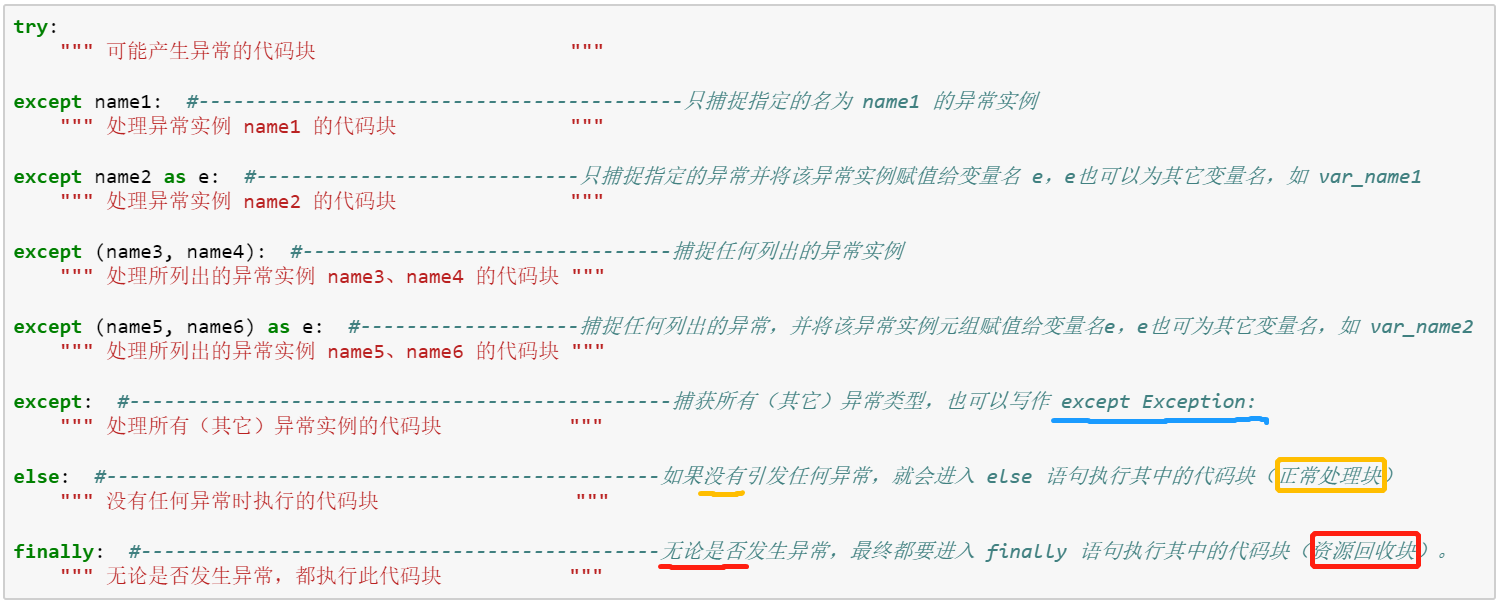 try:
""" 可能产生异常的代码块 """
except name1: #------------------------------------------只捕捉指定的名为 name1 的异常实例
""" 处理异常实例 name1 的代码块 """
except name2 as e: #----------------------------只捕捉指定的异常并将该异常实例赋值给变量名 e，e也可以为其它变量名，如 var_name1
""" 处理异常实例 name2 的代码块 """
except (name3, name4): #--------------------------------捕捉任何列出的异常实例
""" 处理所列出的异常实例 name3、name4 的代码块 """
except (name5, name6) as e: #-------------------捕捉任何列出的异常，并将该异常实例元组赋值给变量名e，e也可为其它变量名，如 var_name2
""" 处理所列出的异常实例 name5、name6 的代码块 """
except: #-----------------------------------------------捕获所有（其它）异常类型，也可以写作 except Exception:
""" 处理所有（其它）异常实例的代码块 """
else: #------------------------------------------------如果没有引发任何异常，就会进入 else 语句执行其中的代码块（正常处理块）
""" 没有任何异常时执行的代码块 """
finally: #---------------------------------------------无论是否发生异常，最终都要进入 finally 语句执行其中的代码块（资源回收块）。
""" 无论是否发生异常，都执行此代码块 """